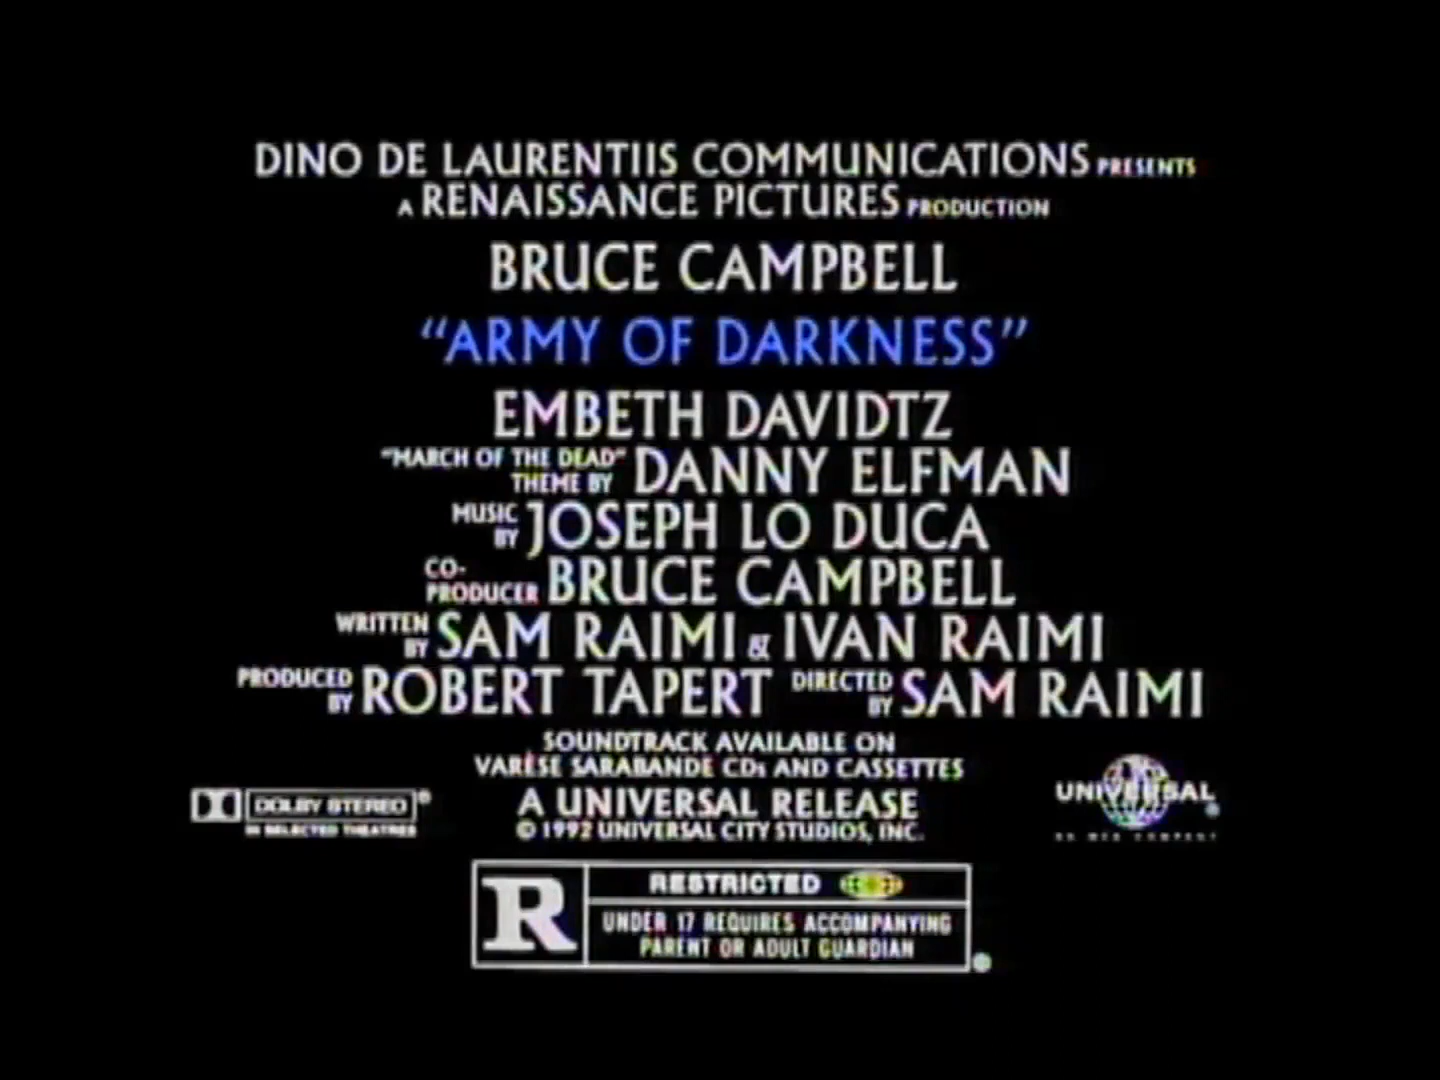 DINO DE LAURENTIIS COMMUNICATIONS PRESENTS
A RENAISSANCE PICTURES PRODUCTION
BRUCE CAMPBELL
"ARMY OF DARKNESS"
EMBETH DAVIDTZ
"MARCH OF THE DEAD" THEME BY DANNY ELFMAN
MUSIC BY JOSEPH LO DUCA
CO-PRODUCER BRUCE CAMPBELL
WRITTEN BY SAM RAIMI & IVAN RAIMI
PRODUCED BY ROBERT TAPERT DIRECTED BY SAM RAIMI
SOUNDTRACK AVAILABLE ON
VARÈSE SARABANDE CDs AND CASSETTES
DOLBY STEREO®
IN SELECTED THEATRES
A UNIVERSAL RELEASE
© 1992 UNIVERSAL CITY STUDIOS, INC.
UNIVERSAL
R RESTRICTED
UNDER 17 REQUIRES ACCOMPANYING
PARENT OR ADULT GUARDIAN